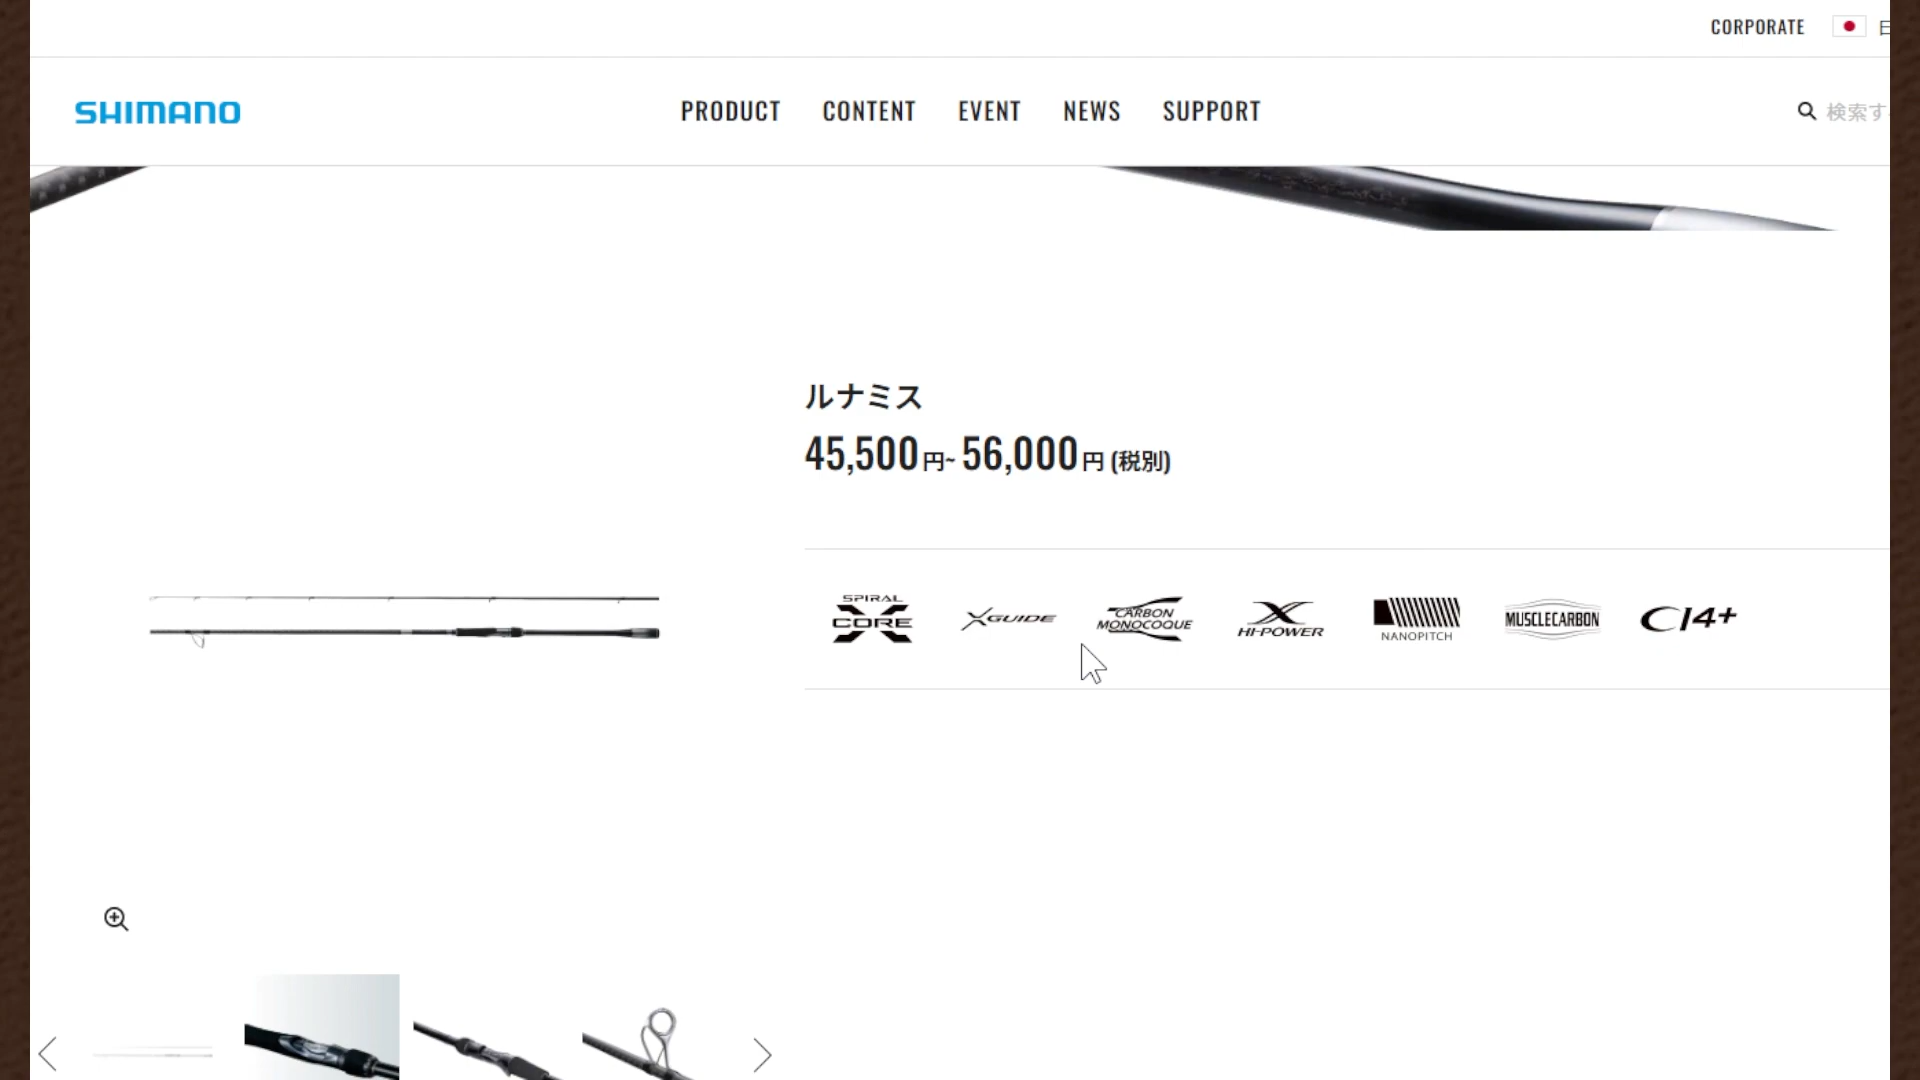 CORPORATE
SHIMANO
PRODUCT CONTENT EVENT NEWS SUPPORT
検索す
ルナミス
45,500円~ 56,000円 (税別)
SPIRAL X CORE
XGUIDE
CARBON MONOCOQUE
X HI-POWER
NANOPITCH
MUSCLECARBON
CI4+